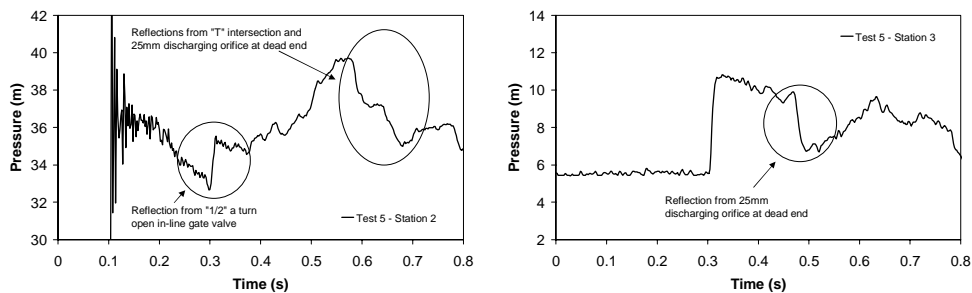 42
40
38
36
34
32
30
Pressure (m)
Reflections from "T" intersection and
25mm discharging orifice at dead end
Reflection from "1/2" a turn
open in-line gate valve
Test 5 - Station 2
0 0.1 0.2 0.3 0.4 0.5 0.6 0.7 0.8
Time (s)
14
12
10
8
6
4
2
Pressure (m)
Test 5 - Station 3
Reflection from 25mm
discharging orifice at dead end
0 0.1 0.2 0.3 0.4 0.5 0.6 0.7 0.8
Time (s)